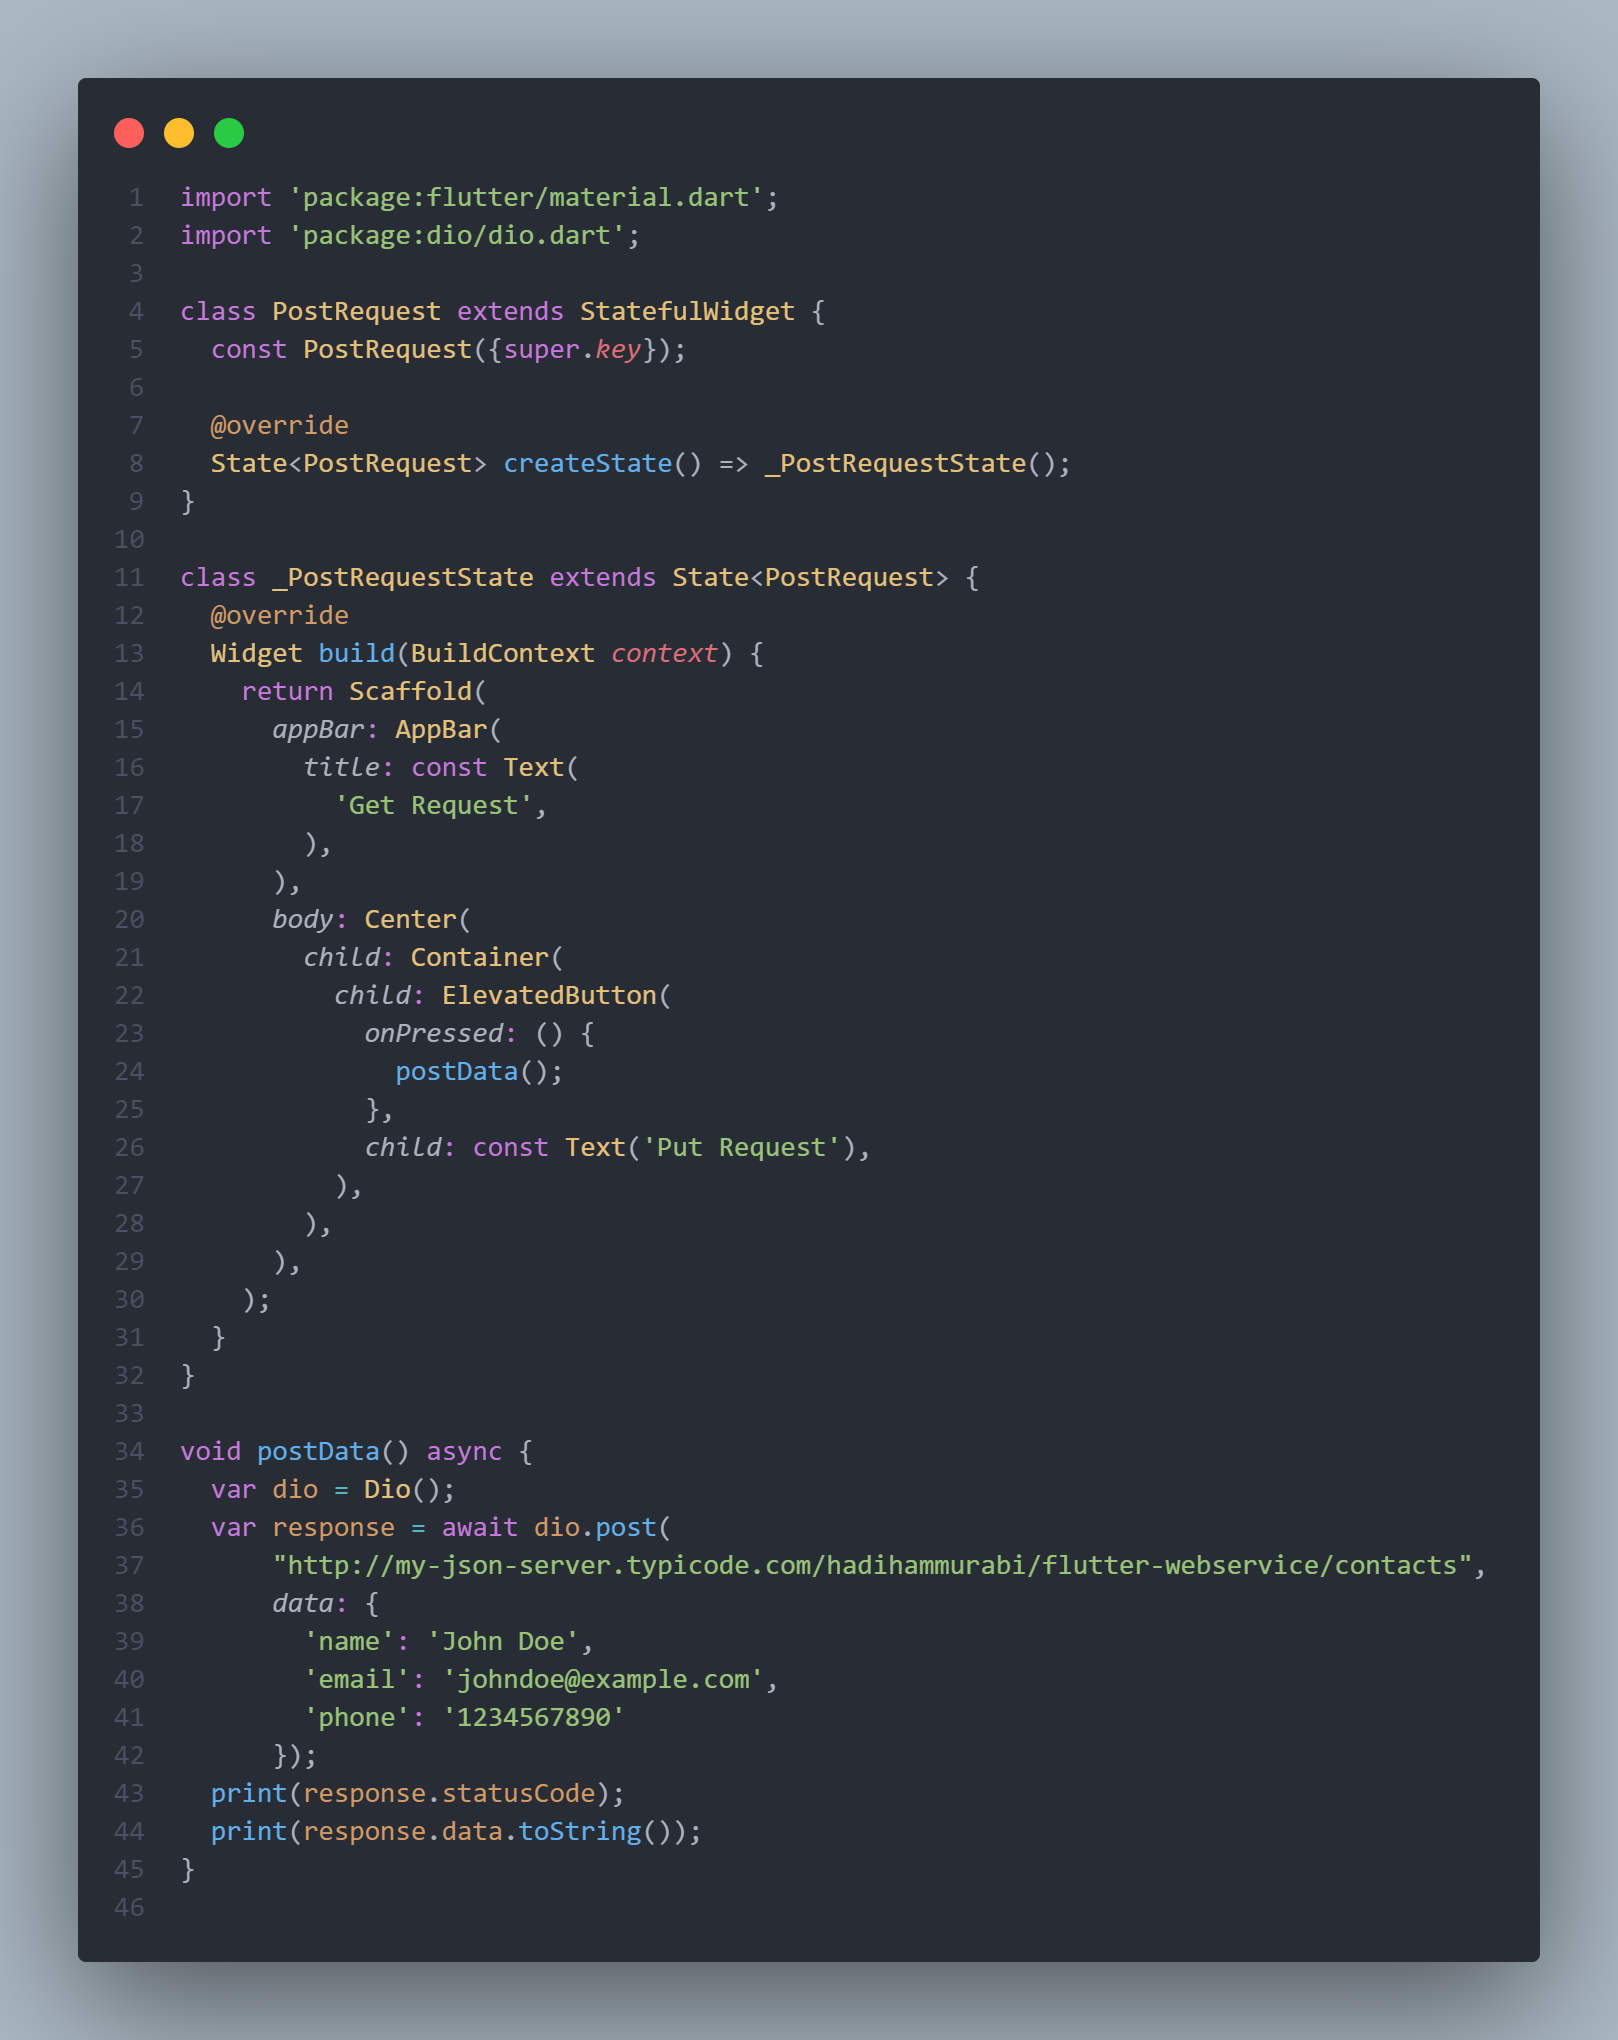 1 import 'package:flutter/material.dart';
2 import 'package:dio/dio.dart';
3
4 class PostRequest extends StatefulWidget {
5   const PostRequest({super.key});
6
7   @override
8   State<PostRequest> createState() => _PostRequestState();
9 }
10
11 class _PostRequestState extends State<PostRequest> {
12   @override
13   Widget build(BuildContext context) {
14     return Scaffold(
15       appBar: AppBar(
16         title: const Text(
17           'Get Request',
18         ),
19       ),
20       body: Center(
21         child: Container(
22           child: ElevatedButton(
23             onPressed: () {
24               postData();
25             },
26             child: const Text('Put Request'),
27           ),
28         ),
29       ),
30     );
31   }
32 }
33
34 void postData() async {
35   var dio = Dio();
36   var response = await dio.post(
37       "http://my-json-server.typicode.com/hadihammurabi/flutter-webservice/contacts",
38       data: {
39         'name': 'John Doe',
40         'email': 'johndoe@example.com',
41         'phone': '1234567890'
42       });
43   print(response.statusCode);
44   print(response.data.toString());
45 }
46